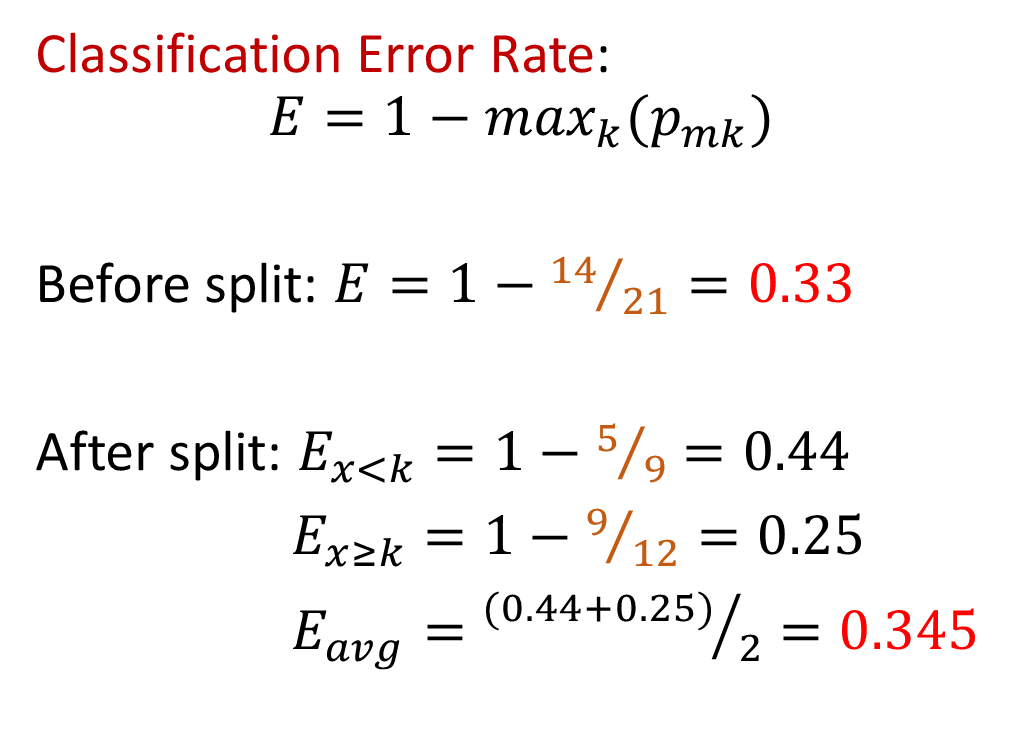 Classification Error Rate:
E = 1 − max_k(p_mk)
Before split: E = 1 − 14/21 = 0.33
After split: E_x<k = 1 − 5/9 = 0.44
E_x≥k = 1 − 9/12 = 0.25
E_avg = (0.44+0.25)/2 = 0.345